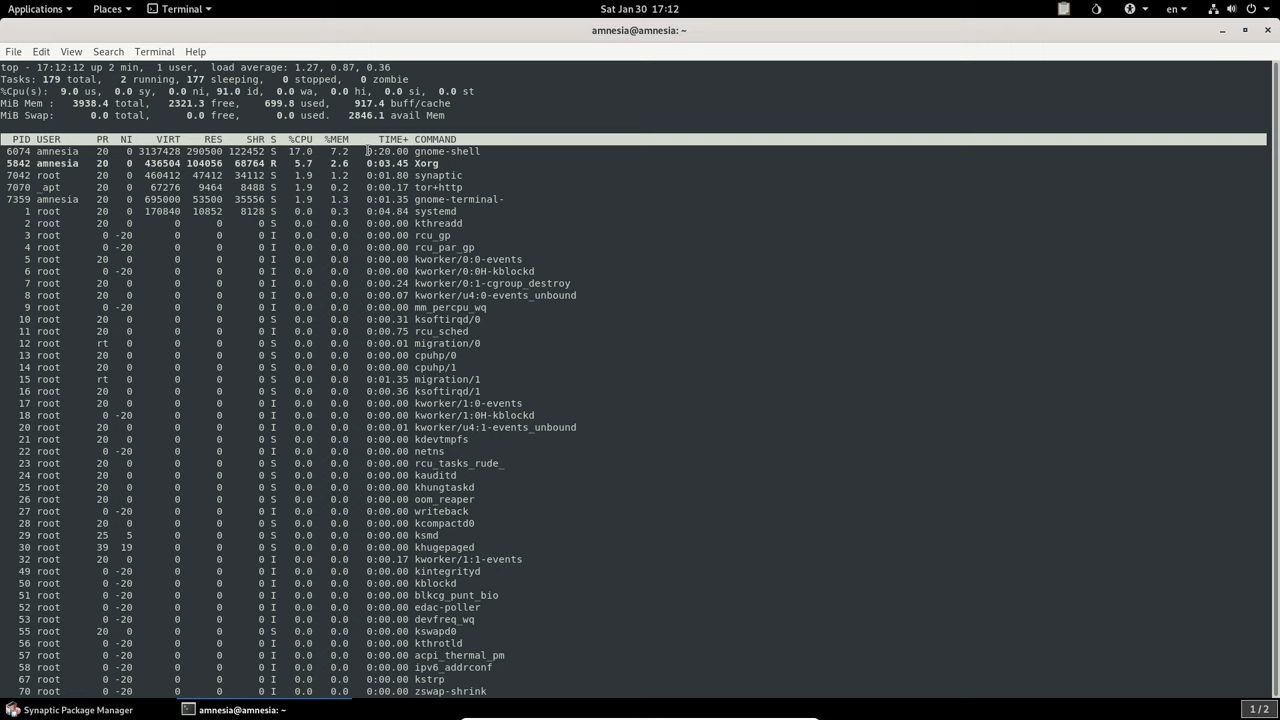 Applications Places Terminal Sat Jan 30 17:12 en
amnesia@amnesia: ~
File Edit View Search Terminal Help
top - 17:12:12 up 2 min, 1 user, load average: 1.27, 0.87, 0.36
Tasks: 179 total, 2 running, 177 sleeping, 0 stopped, 0 zombie
%Cpu(s): 9.0 us, 0.0 sy, 0.0 ni, 91.0 id, 0.0 wa, 0.0 hi, 0.0 si, 0.0 st
MiB Mem : 3938.4 total, 2321.3 free, 699.8 used, 917.4 buff/cache
MiB Swap: 0.0 total, 0.0 free, 0.0 used. 2846.1 avail Mem
PID USER PR NI VIRT RES SHR S %CPU %MEM TIME+ COMMAND
6074 amnesia 20 0 3137428 290500 122452 S 17.0 7.2 0:20.00 gnome-shell
5842 amnesia 20 0 436504 104056 68764 R 5.7 2.6 0:03.45 Xorg
7042 root 20 0 460412 47412 34112 S 1.9 1.2 0:01.80 synaptic
7070 _apt 20 0 67276 9464 8488 S 1.9 0.2 0:00.17 tor+http
7359 amnesia 20 0 695000 53500 35556 S 1.9 1.3 0:01.35 gnome-terminal-
1 root 20 0 170840 10852 8128 S 0.0 0.3 0:04.84 systemd
2 root 20 0 0 0 0 S 0.0 0.0 0:00.00 kthreadd
3 root 0 -20 0 0 0 I 0.0 0.0 0:00.00 rcu_gp
4 root 0 -20 0 0 0 I 0.0 0.0 0:00.00 rcu_par_gp
5 root 20 0 0 0 0 I 0.0 0.0 0:00.00 kworker/0:0-events
6 root 0 -20 0 0 0 I 0.0 0.0 0:00.00 kworker/0:0H-kblockd
7 root 20 0 0 0 0 I 0.0 0.0 0:00.24 kworker/0:1-cgroup_destroy
8 root 20 0 0 0 0 I 0.0 0.0 0:00.07 kworker/u4:0-events_unbound
9 root 0 -20 0 0 0 I 0.0 0.0 0:00.00 mm_percpu_wq
10 root 20 0 0 0 0 S 0.0 0.0 0:00.31 ksoftirqd/0
11 root 20 0 0 0 0 I 0.0 0.0 0:00.75 rcu_sched
12 root rt 0 0 0 0 S 0.0 0.0 0:00.01 migration/0
13 root 20 0 0 0 0 S 0.0 0.0 0:00.00 cpuhp/0
14 root 20 0 0 0 0 S 0.0 0.0 0:00.00 cpuhp/1
15 root rt 0 0 0 0 S 0.0 0.0 0:01.35 migration/1
16 root 20 0 0 0 0 S 0.0 0.0 0:00.36 ksoftirqd/1
17 root 20 0 0 0 0 I 0.0 0.0 0:00.00 kworker/1:0-events
18 root 0 -20 0 0 0 I 0.0 0.0 0:00.00 kworker/1:0H-kblockd
20 root 20 0 0 0 0 I 0.0 0.0 0:00.01 kworker/u4:1-events_unbound
21 root 20 0 0 0 0 S 0.0 0.0 0:00.00 kdevtmpfs
22 root 0 -20 0 0 0 I 0.0 0.0 0:00.00 netns
23 root 20 0 0 0 0 S 0.0 0.0 0:00.00 rcu_tasks_rude_
24 root 20 0 0 0 0 S 0.0 0.0 0:00.00 kauditd
25 root 20 0 0 0 0 S 0.0 0.0 0:00.00 khungtaskd
26 root 20 0 0 0 0 S 0.0 0.0 0:00.00 oom_reaper
27 root 0 -20 0 0 0 I 0.0 0.0 0:00.00 writeback
28 root 20 0 0 0 0 S 0.0 0.0 0:00.00 kcompactd0
29 root 25 5 0 0 0 S 0.0 0.0 0:00.00 ksmd
30 root 39 19 0 0 0 S 0.0 0.0 0:00.00 khugepaged
32 root 20 0 0 0 0 I 0.0 0.0 0:00.17 kworker/1:1-events
49 root 0 -20 0 0 0 I 0.0 0.0 0:00.00 kintegrityd
50 root 0 -20 0 0 0 I 0.0 0.0 0:00.00 kblockd
51 root 0 -20 0 0 0 I 0.0 0.0 0:00.00 blkcg_punt_bio
52 root 0 -20 0 0 0 I 0.0 0.0 0:00.00 edac-poller
53 root 0 -20 0 0 0 I 0.0 0.0 0:00.00 devfreq_wq
55 root 20 0 0 0 0 S 0.0 0.0 0:00.00 kswapd0
56 root 0 -20 0 0 0 I 0.0 0.0 0:00.00 kthrotld
57 root 0 -20 0 0 0 I 0.0 0.0 0:00.00 acpi_thermal_pm
58 root 0 -20 0 0 0 I 0.0 0.0 0:00.00 ipv6_addrconf
67 root 0 -20 0 0 0 I 0.0 0.0 0:00.00 kstrp
70 root 0 -20 0 0 0 I 0.0 0.0 0:00.00 zswap-shrink
Synaptic Package Manager amnesia@amnesia: ~ 1 / 2